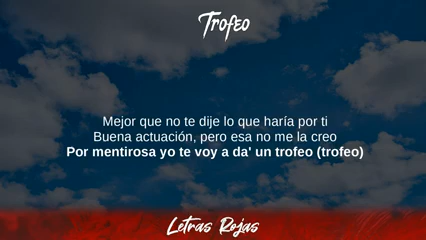 Trofeo
Mejor que no te dije lo que haría por ti
Buena actuación, pero esa no me la creo
Por mentirosa yo te voy a da' un trofeo (trofeo)
Letras Rojas